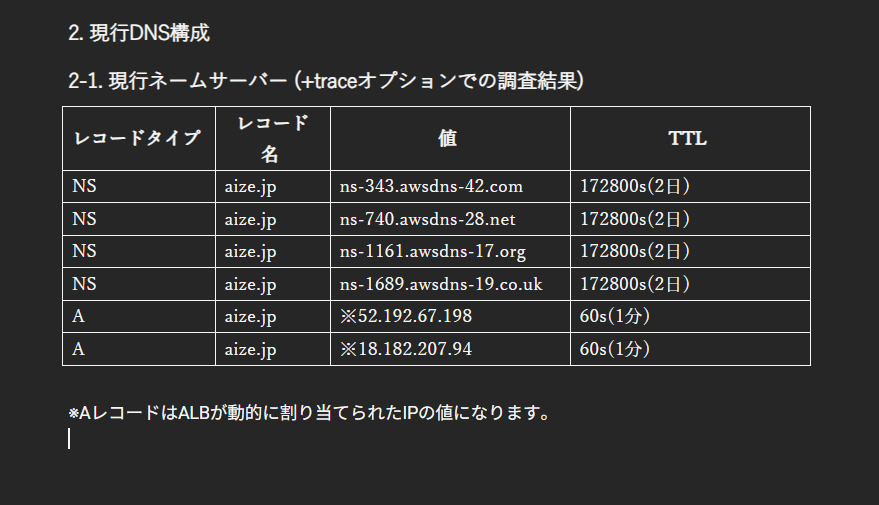 2. 現行DNS構成
2-1. 現行ネームサーバー (+traceオプションでの調査結果)
レコードタイプ レコード名 値 TTL
NS aize.jp ns-343.awsdns-42.com 172800s(2日)
NS aize.jp ns-740.awsdns-28.net 172800s(2日)
NS aize.jp ns-1161.awsdns-17.org 172800s(2日)
NS aize.jp ns-1689.awsdns-19.co.uk 172800s(2日)
A aize.jp ※52.192.67.198 60s(1分)
A aize.jp ※18.182.207.94 60s(1分)
※AレコードはALBが動的に割り当てられたIPの値になります。